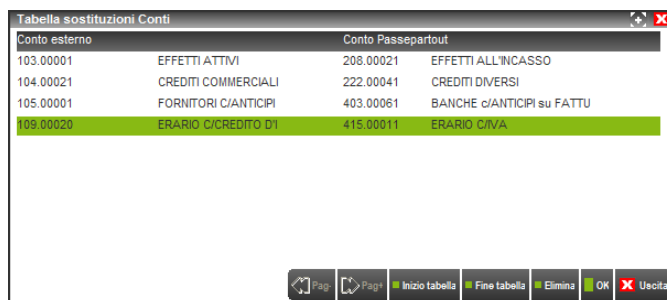 Tabella sostituzioni Conti
Conto esterno Conto Passepartout
103.00001 EFFETTI ATTIVI 208.00021 EFFETTI ALL'INCASSO
104.00021 CREDITI COMMERCIALI 222.00041 CREDITI DIVERSI
105.00001 FORNITORI C/ANTICIPI 403.00061 BANCHE c/ANTICIPI su FATTU
109.00020 ERARIO C/CREDITO D'I 415.00011 ERARIO C/IVA
Pag- Pag+ Inizio tabella Fine tabella Elimina OK Uscita